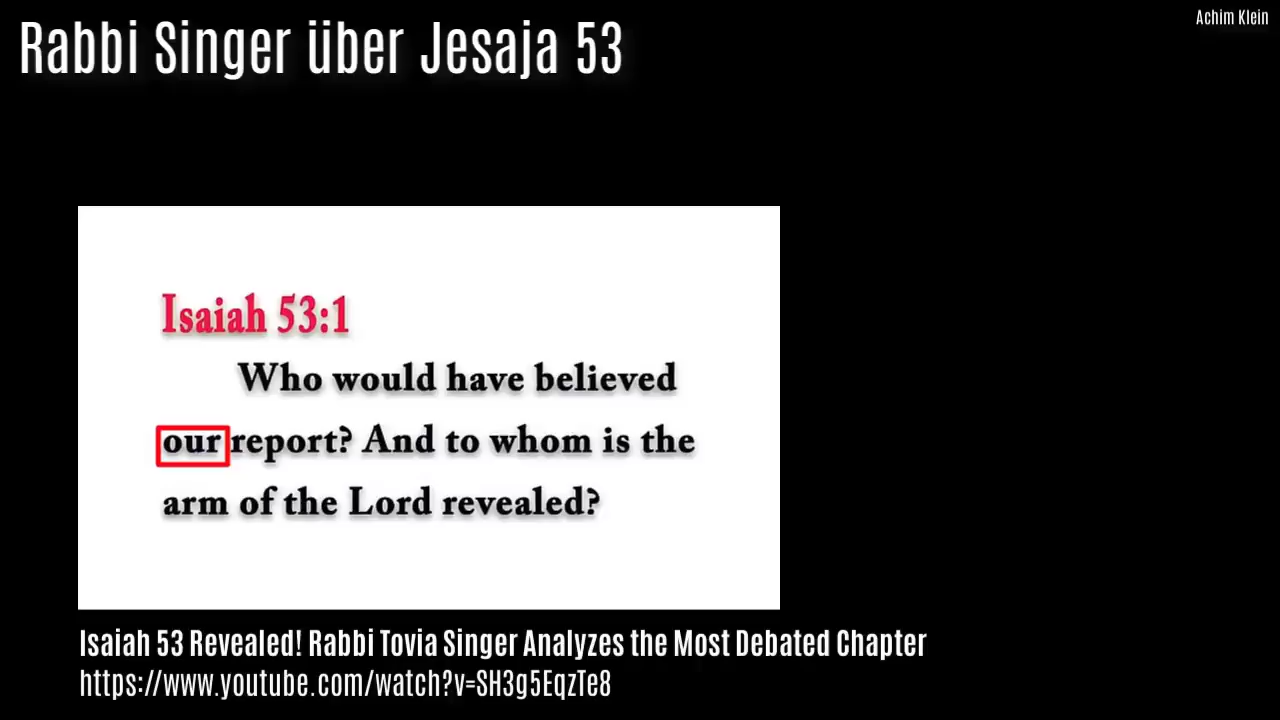 Rabbi Singer über Jesaja 53
Achim Klein
Isaiah 53:1
Who would have believed
our report? And to whom is the
arm of the Lord revealed?
Isaiah 53 Revealed! Rabbi Tovia Singer Analyzes the Most Debated Chapter
https://www.youtube.com/watch?v=SH3g5EqzTe8